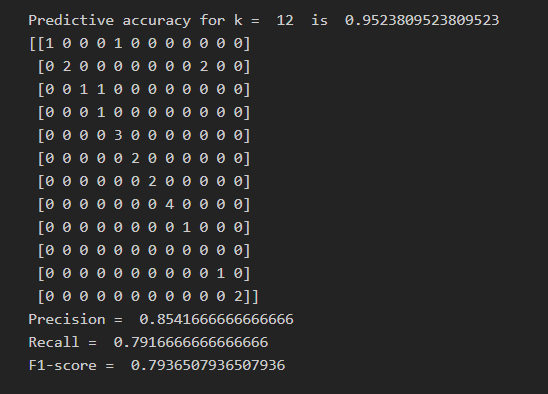 Predictive accuracy for k =  12  is  0.9523809523809523
[[1 0 0 0 1 0 0 0 0 0 0 0]
 [0 2 0 0 0 0 0 0 0 2 0 0]
 [0 0 1 1 0 0 0 0 0 0 0 0]
 [0 0 0 1 0 0 0 0 0 0 0 0]
 [0 0 0 0 3 0 0 0 0 0 0 0]
 [0 0 0 0 0 2 0 0 0 0 0 0]
 [0 0 0 0 0 0 2 0 0 0 0 0]
 [0 0 0 0 0 0 0 4 0 0 0 0]
 [0 0 0 0 0 0 0 0 1 0 0 0]
 [0 0 0 0 0 0 0 0 0 0 0 0]
 [0 0 0 0 0 0 0 0 0 0 1 0]
 [0 0 0 0 0 0 0 0 0 0 0 2]]
Precision =  0.8541666666666666
Recall =  0.7916666666666666
F1-score =  0.7936507936507936